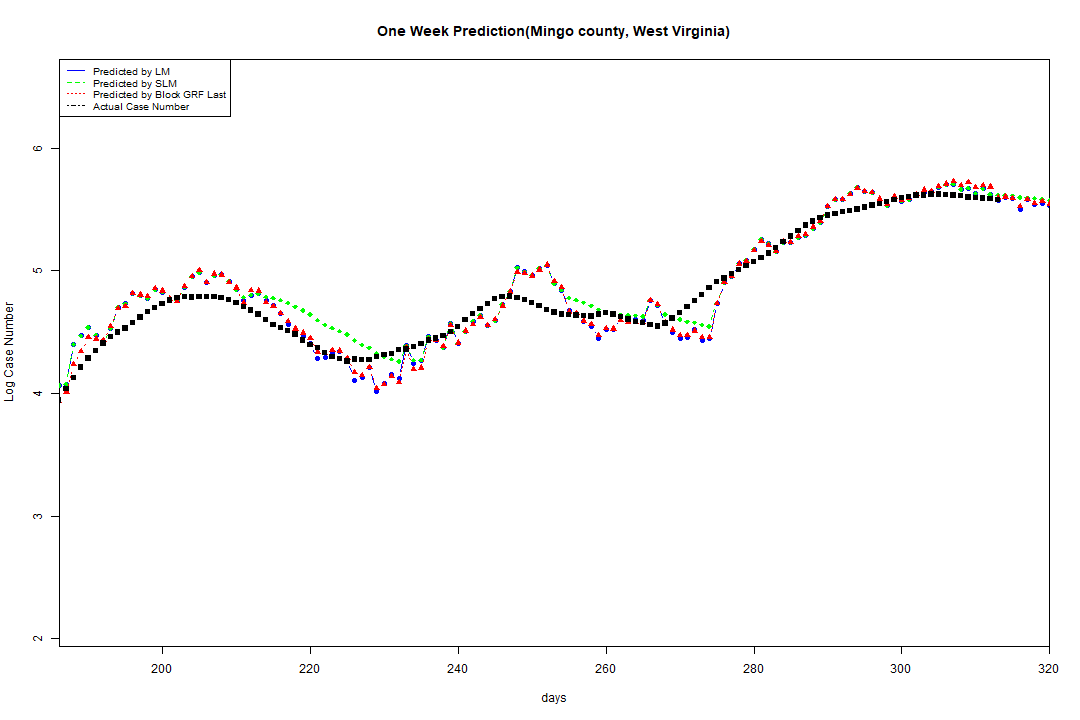 One Week Prediction(Mingo county, West Virginia)
Predicted by LM
Predicted by SLM
Predicted by Block GRF Last
Actual Case Number
6
5
4
3
2
Log Case Number
200 220 240 260 280 300 320
days